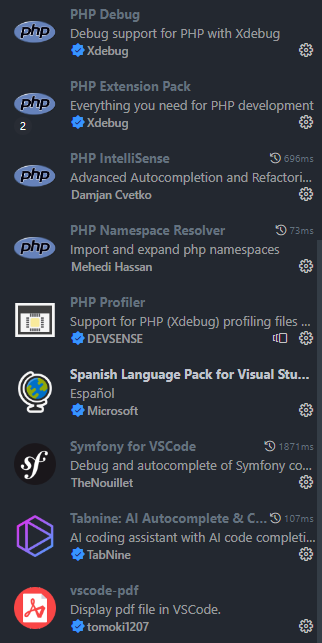 PHP Debug
Debug support for PHP with Xdebug
Xdebug
PHP Extension Pack
Everything you need for PHP development
2
Xdebug
PHP IntelliSense 696ms
Advanced Autocompletion and Refactori...
Damjan Cvetko
PHP Namespace Resolver 73ms
Import and expand php namespaces
Mehedi Hassan
PHP Profiler
Support for PHP (Xdebug) profiling files ...
DEVSENSE
Spanish Language Pack for Visual Stu...
Español
Microsoft
Symfony for VSCode 1871ms
Debug and autocomplete of Symfony co...
TheNouillet
Tabnine: AI Autocomplete & C... 107ms
AI coding assistant with AI code completi...
TabNine
vscode-pdf
Display pdf file in VSCode.
tomoki1207
php
php
php
php
sf